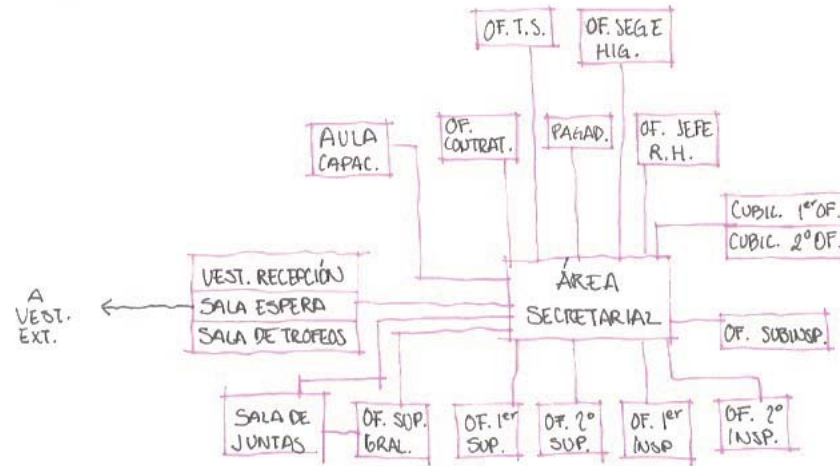 OF. T.S.
OF. SEG E
HIG.
AULA
CAPAC.
OF.
CONTRAT.
PAGAD.
OF. JEFE
R.H.
CUBIC. 1er OF.
CUBIC. 2º OF.
VEST. RECEPCIÓN
SALA ESPERA
SALA DE TROFEOS
A
VEST.
EXT.
ÁREA
SECRETARIAL
OF. SUBINSP.
SALA DE
JUNTAS
OF. SUP.
GRAL.
OF. 1er
SUP.
OF. 2º
SUP.
OF. 1er
INSP
OF. 2º
INSP.